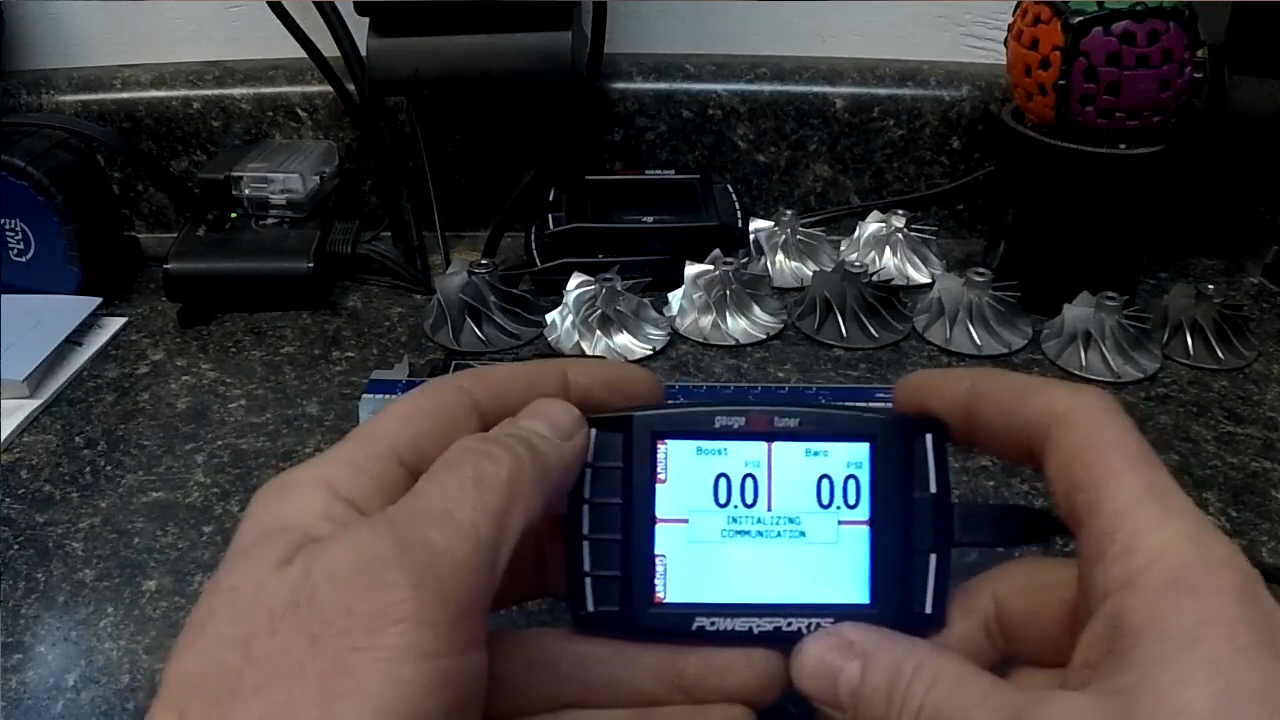 gauge tuner
Boost
Baro
PSI
PSI
0.0
0.0
INITIALIZING
COMMUNICATION
POWERSPORTS